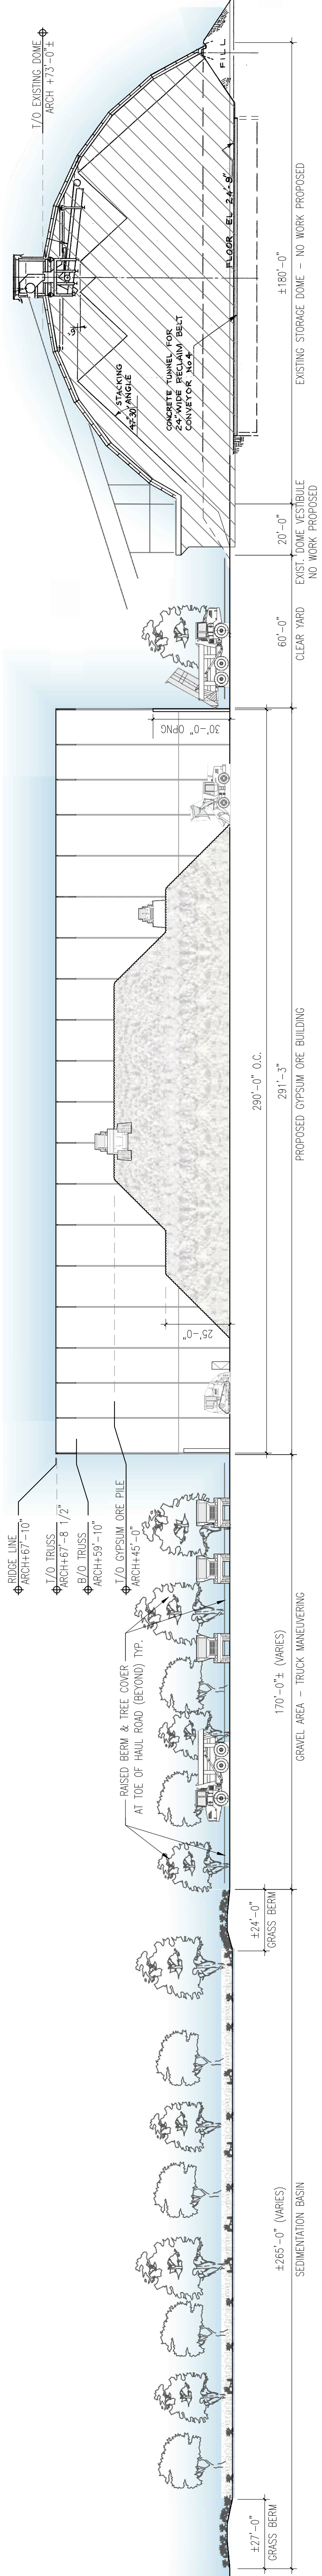 RIDGE LINE
ARCH+67'-10"
T/O TRUSS
ARCH+67'-8 1/2"
B/O TRUSS
ARCH+59'-10"
T/O GYPSUM ORE PILE
ARCH+45'-0"
RAISED BERM & TREE COVER
AT TOE OF HAUL ROAD (BEYOND) TYP.
25'-0"
30'-0" OPNG
T/O EXISTING DOME
ARCH +73'-0"±
STACKING
47-30' ANGLE
CONCRETE TUNNEL FOR
24" WIDE RECLAIM BELT
CONVEYOR No 4
FLOOR EL 24'-9"
FILL
±27'-0"
GRASS BERM
±265'-0" (VARIES)
SEDIMENTATION BASIN
±24'-0"
GRASS BERM
170'-0"± (VARIES)
GRAVEL AREA - TRUCK MANEUVERING
290'-0" O.C.
291'-3"
PROPOSED GYPSUM ORE BUILDING
60'-0"
CLEAR YARD
20'-0"
EXIST. DOME VESTIBULE
NO WORK PROPOSED
±180'-0"
EXISTING STORAGE DOME - NO WORK PROPOSED